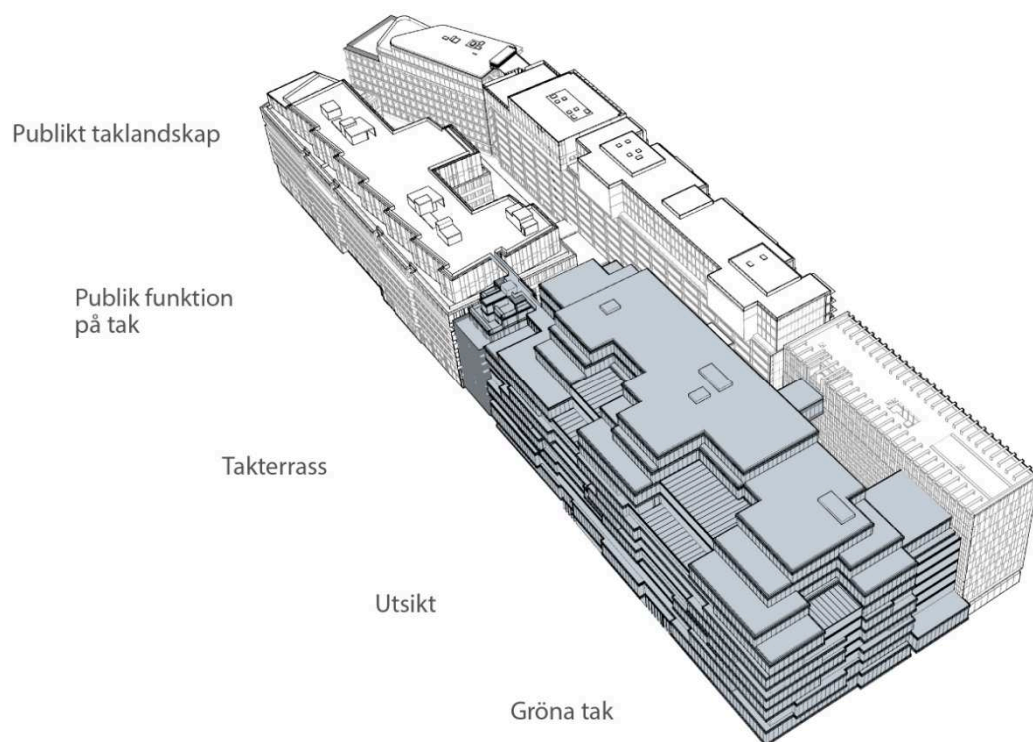 Publikt taklandskap
Publik funktion
på tak
Takterrass
Utsikt
Gröna tak